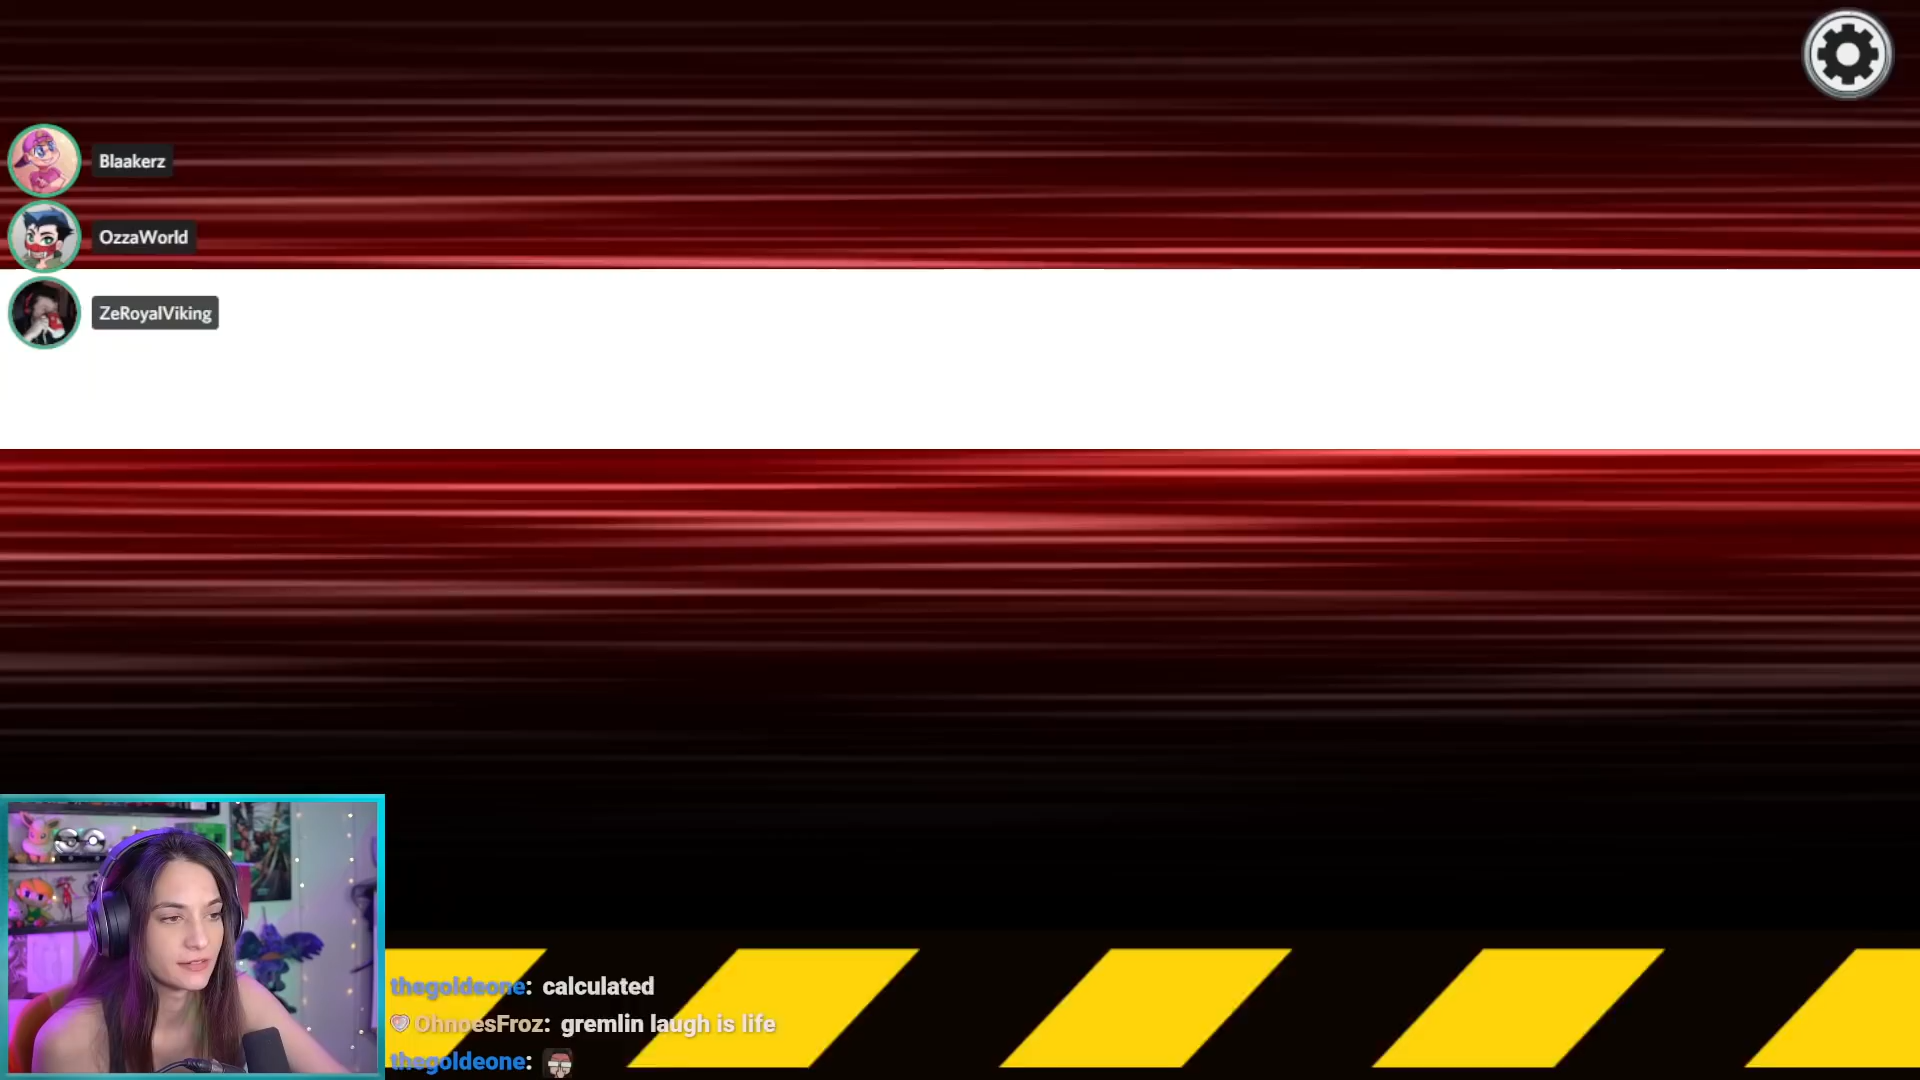 Blaakerz
OzzaWorld
ZeRoyalViking
thegoldeone: calculated
OhnoesFroz: gremlin laugh is life
thegoldeone: